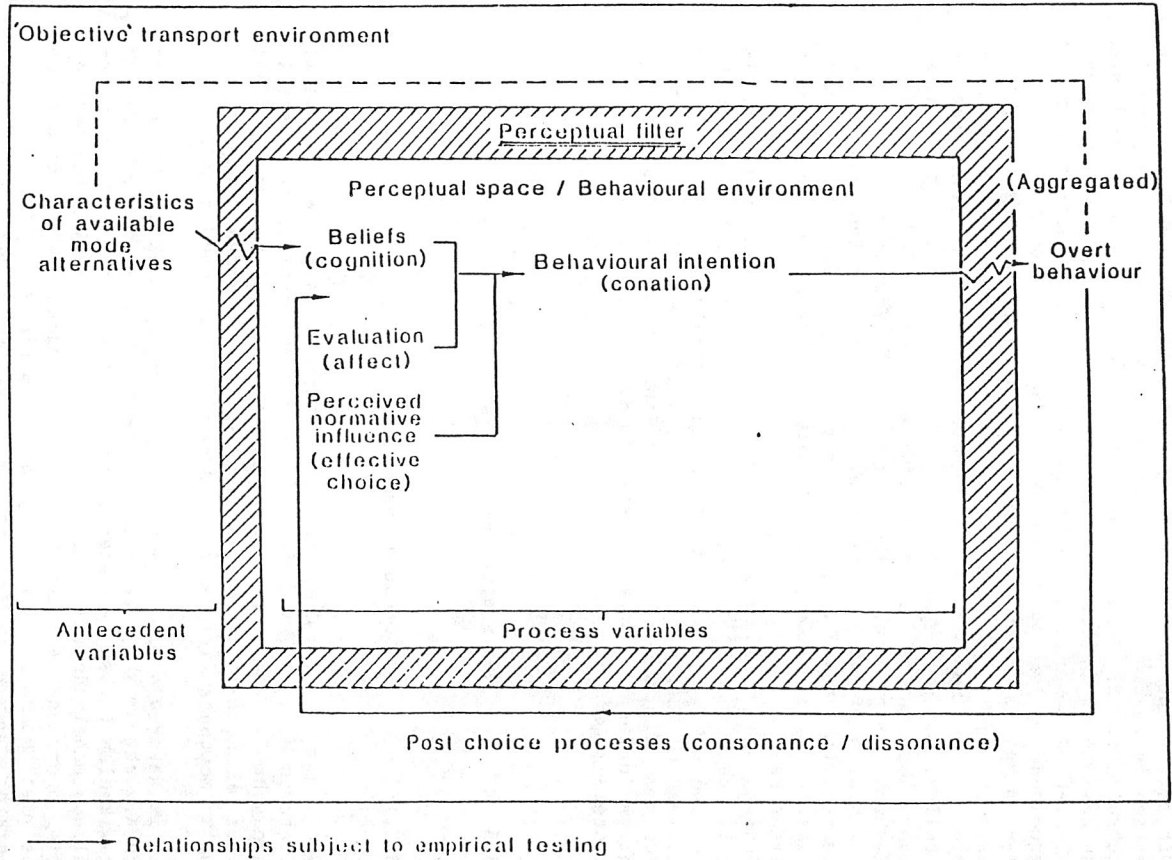 'Objective' transport environment
Perceptual filter
Perceptual space / Behavioural environment
(Aggregated)
Characteristics
of available
mode
alternatives
Beliefs
(cognition)
Behavioural intention
(conation)
Overt
behaviour
Evaluation
(affect)
Perceived
normative
influence
(effective
choice)
Antecedent
variables
Process variables
Post choice processes (consonance / dissonance)
Relationships subject to empirical testing